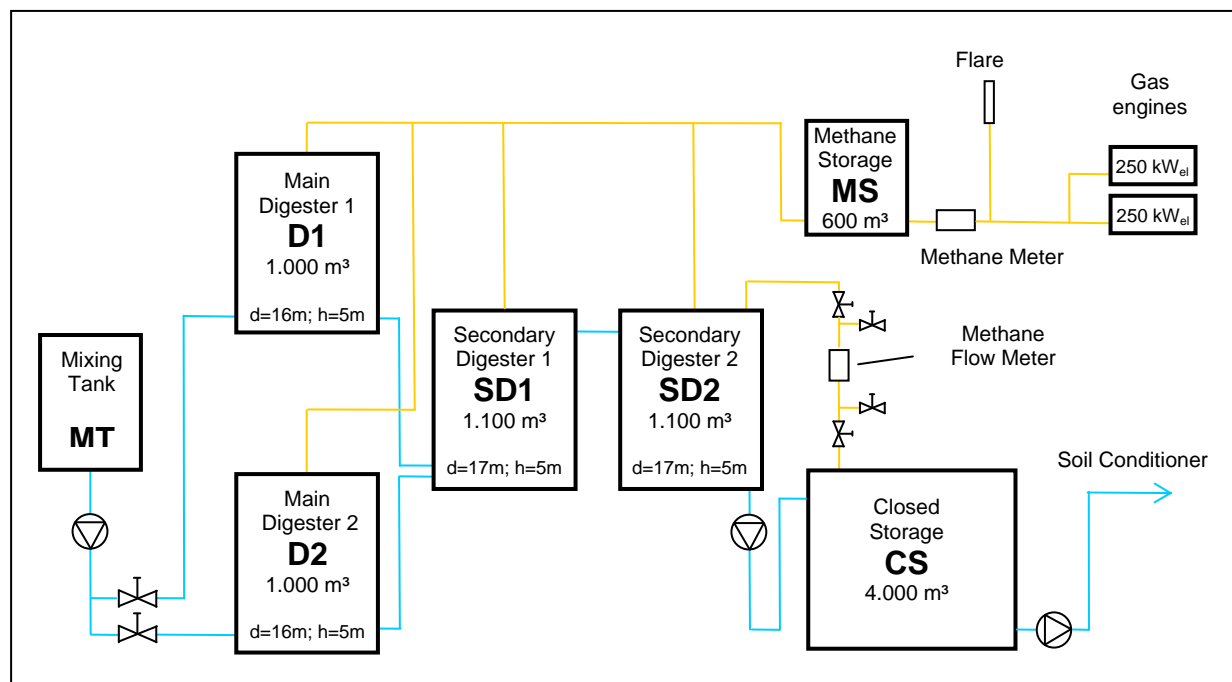 Flare
Gas
engines
Methane
Storage
MS
600 m³
250 kWel
250 kWel
Methane Meter
Main
Digester 1
D1
1.000 m³
d=16m; h=5m
Mixing
Tank
MT
Secondary
Digester 1
SD1
1.100 m³
d=17m; h=5m
Secondary
Digester 2
SD2
1.100 m³
d=17m; h=5m
Methane
Flow Meter
Main
Digester 2
D2
1.000 m³
d=16m; h=5m
Closed
Storage
CS
4.000 m³
Soil Conditioner